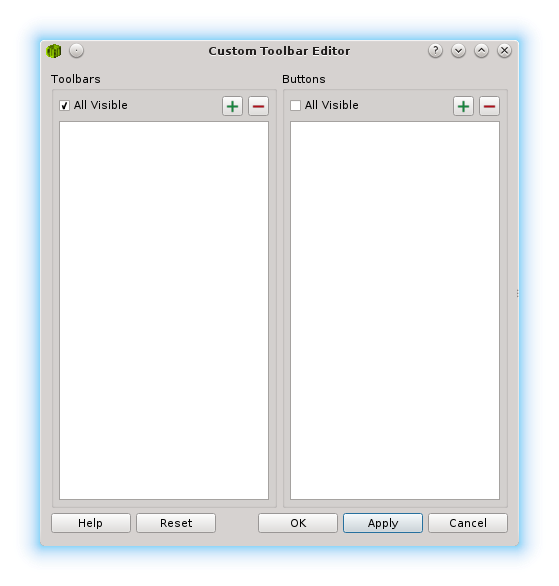 Custom Toolbar Editor
Toolbars Buttons
All Visible All Visible
Help Reset OK Apply Cancel